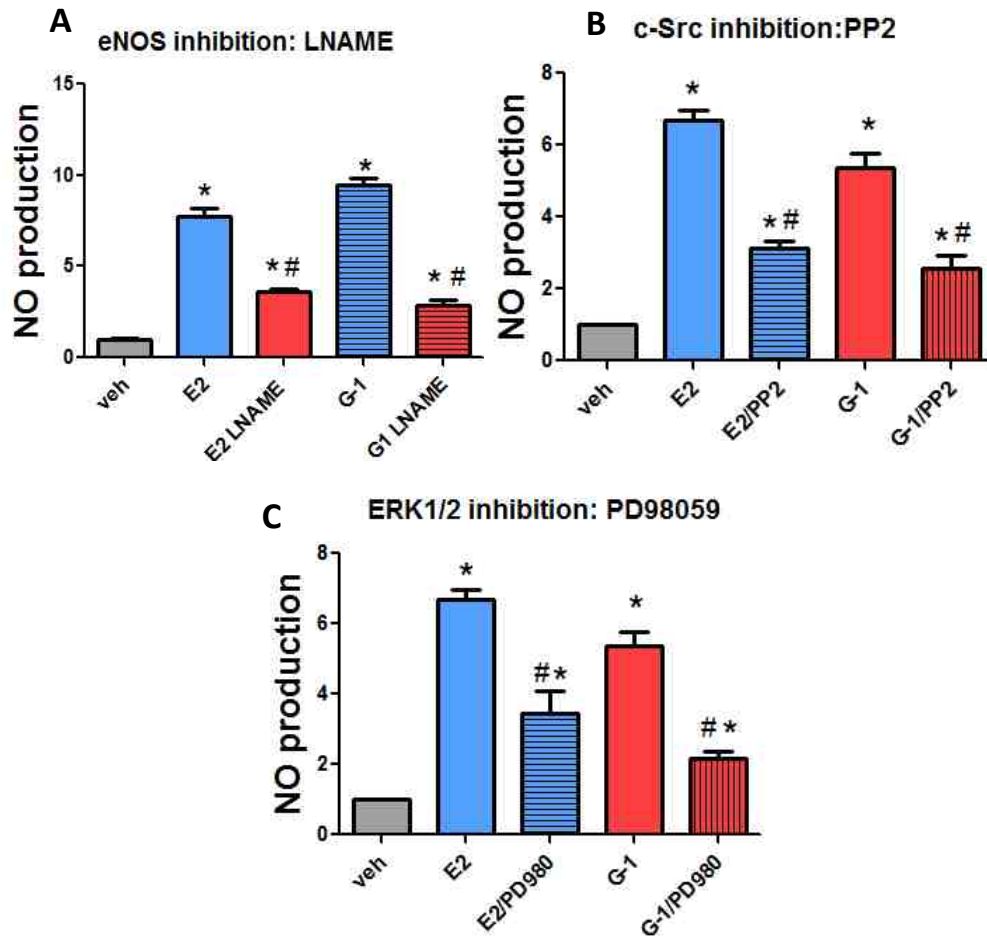 A
eNOS inhibition: LNAME
NO production
15
10
5
0
*
* #
*
* #
veh
E2
E2 LNAME
G-1
G1 LNAME
B
c-Src inhibition:PP2
NO production
8
6
4
2
0
*
*#
*
*#
veh
E2
E2/PP2
G-1
G-1/PP2
C
ERK1/2 inhibition: PD98059
NO production
8
6
4
2
0
*
#*
*
#*
veh
E2
E2/PD980
G-1
G-1/PD980